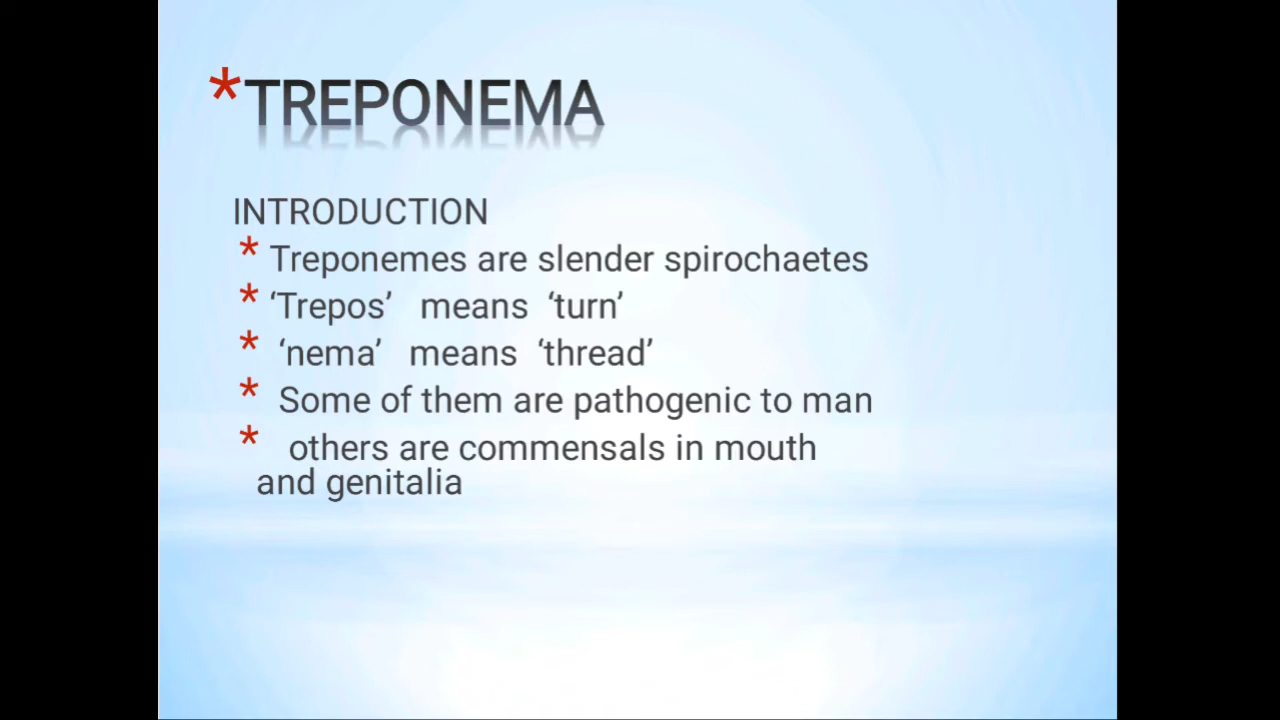 *TREPONEMA
INTRODUCTION
* Treponemes are slender spirochaetes
* ‘Trepos’ means ‘turn’
* ‘nema’ means ‘thread’
* Some of them are pathogenic to man
* others are commensals in mouth
and genitalia